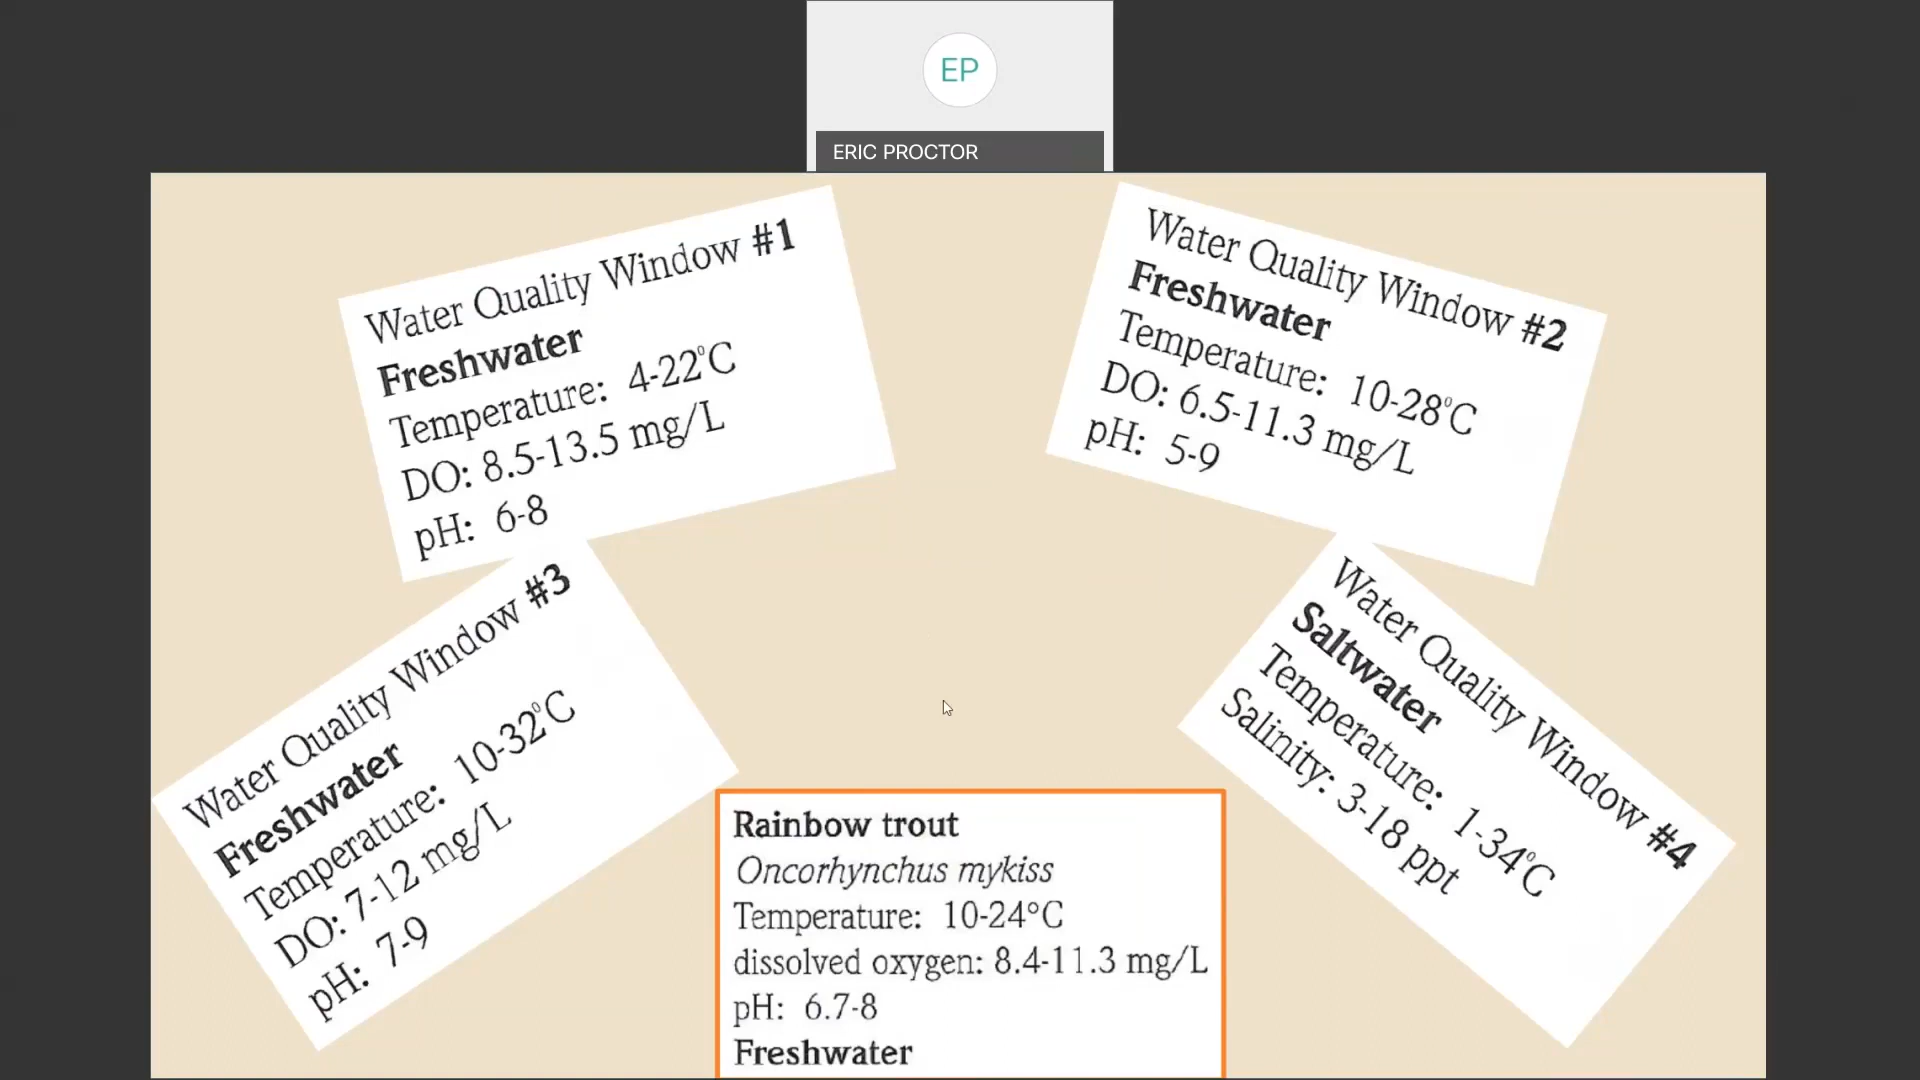 EP
ERIC PROCTOR
Water Quality Window #1
Freshwater
Temperature: 4-22°C
DO: 8.5-13.5 mg/L
pH: 6-8
Water Quality Window #2
Freshwater
Temperature: 10-28°C
DO: 6.5-11.3 mg/L
pH: 5-9
Water Quality Window #3
Freshwater
Temperature: 10-32°C
DO: 7-12 mg/L
pH: 7-9
Water Quality Window #4
Saltwater
Temperature: 1-34°C
Salinity: 3-18 ppt
Rainbow trout
Oncorhynchus mykiss
Temperature: 10-24°C
dissolved oxygen: 8.4-11.3 mg/L
pH: 6.7-8
Freshwater